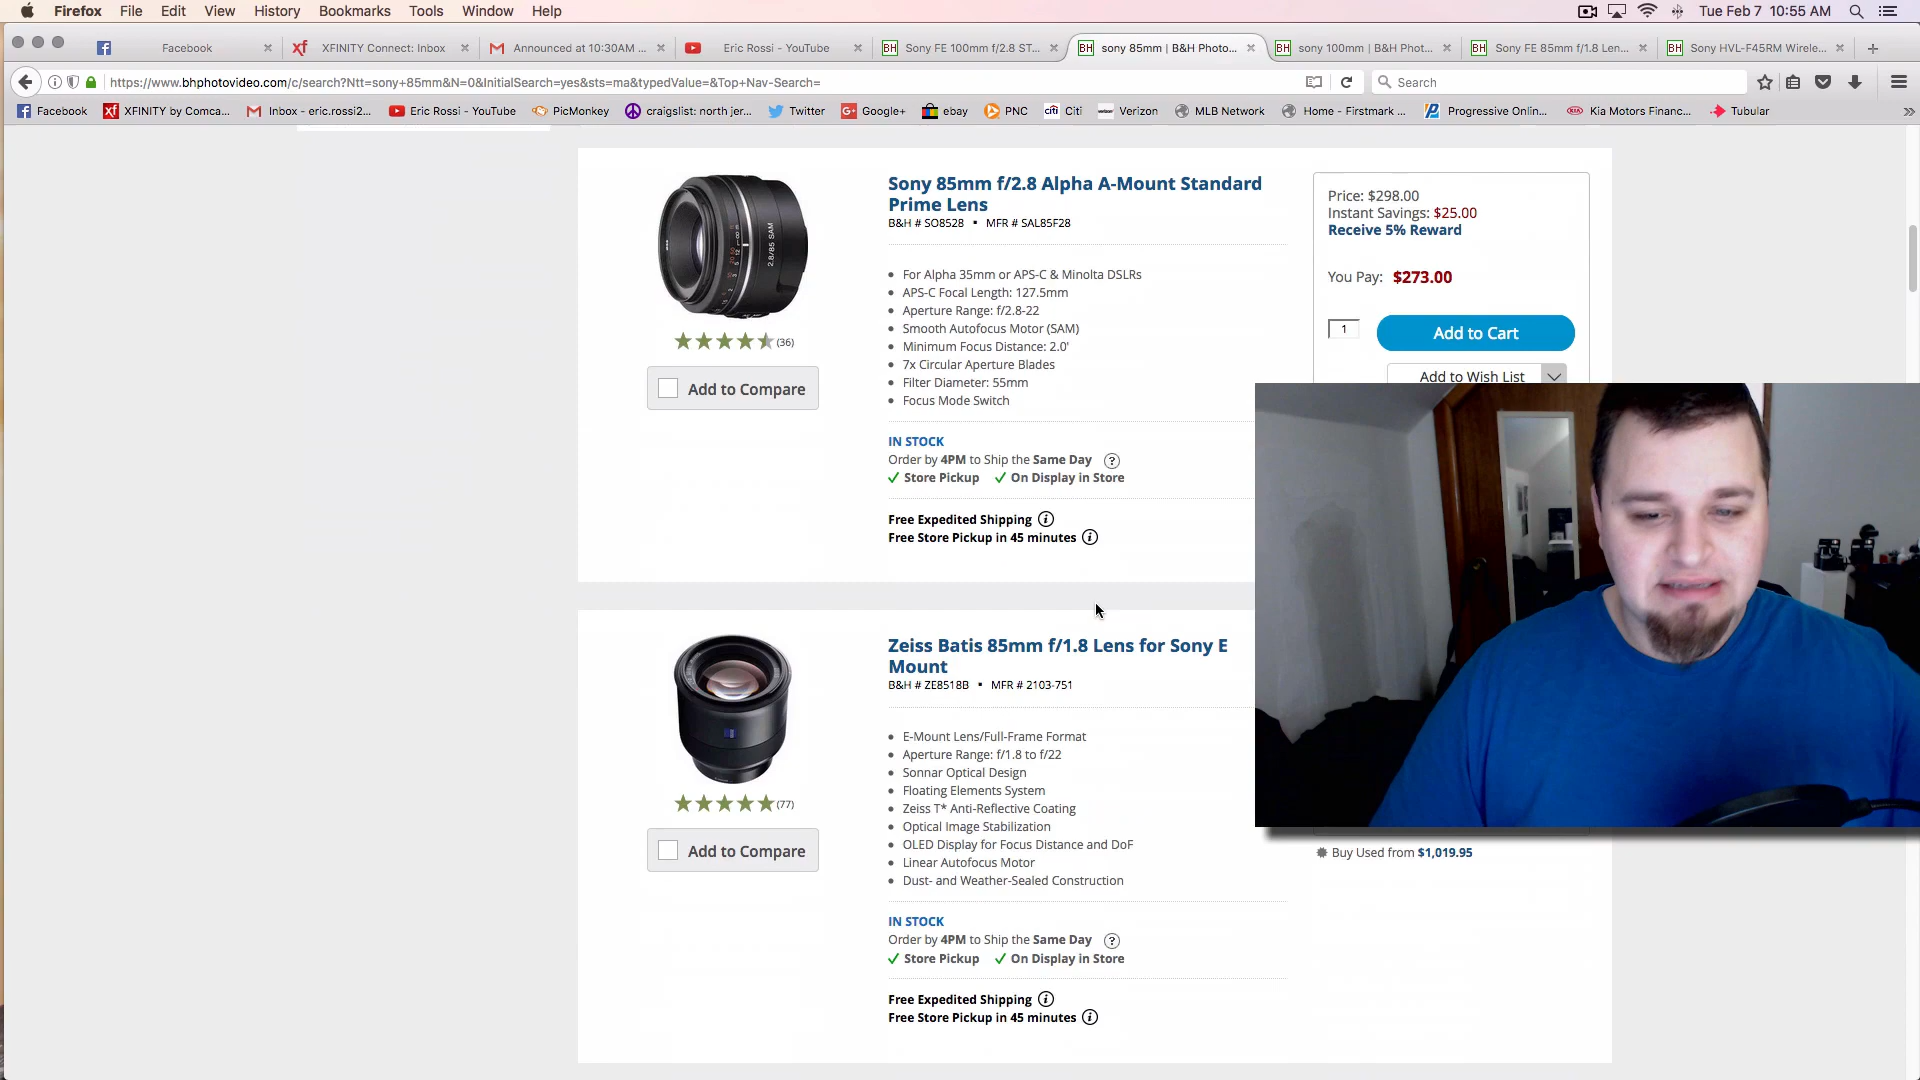 Firefox File Edit View History Bookmarks Tools Window Help Tue Feb 7 10:55 AM
Facebook XFINITY Connect: Inbox Announced at 10:30AM ... Eric Rossi - YouTube Sony FE 100mm f/2.8 ST... sony 85mm | B&H Photo... sony 100mm | B&H Phot... Sony FE 85mm f/1.8 Len... Sony HVL-F45RM Wirele...
https://www.bhphotovideo.com/c/search?Ntt=sony+85mm&N=0&InitialSearch=yes&sts=ma&typedValue=&Top+Nav-Search= Search
Facebook XFINITY by Comca... Inbox - eric.rossi2... Eric Rossi - YouTube PicMonkey craigslist: north jer... Twitter Google+ ebay PNC Citi Verizon MLB Network Home - Firstmark ... Progressive Onlin... Kia Motors Financ... Tubular
Sony 85mm f/2.8 Alpha A-Mount Standard
Prime Lens
B&H # SO8528 ▪ MFR # SAL85F28
For Alpha 35mm or APS-C & Minolta DSLRs
APS-C Focal Length: 127.5mm
Aperture Range: f/2.8-22
Smooth Autofocus Motor (SAM)
Minimum Focus Distance: 2.0'
7x Circular Aperture Blades
Filter Diameter: 55mm
Focus Mode Switch
2.8/85 SAM
(36)
Add to Compare
IN STOCK
Order by 4PM to Ship the Same Day ?
Store Pickup On Display in Store
Free Expedited Shipping
Free Store Pickup in 45 minutes
Price: $298.00
Instant Savings: $25.00
Receive 5% Reward
You Pay: $273.00
1 Add to Cart
Add to Wish List
Zeiss Batis 85mm f/1.8 Lens for Sony E
Mount
B&H # ZE8518B ▪ MFR # 2103-751
E-Mount Lens/Full-Frame Format
Aperture Range: f/1.8 to f/22
Sonnar Optical Design
Floating Elements System
Zeiss T* Anti-Reflective Coating
Optical Image Stabilization
OLED Display for Focus Distance and DoF
Linear Autofocus Motor
Dust- and Weather-Sealed Construction
(77)
Add to Compare
IN STOCK
Order by 4PM to Ship the Same Day ?
Store Pickup On Display in Store
Free Expedited Shipping
Free Store Pickup in 45 minutes
Buy Used from $1,019.95